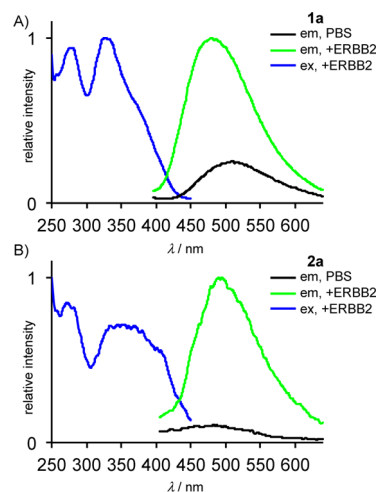 A)
1a
em, PBS
em, +ERBB2
ex, +ERBB2
relative intensity
1
0
250 300 350 400 450 500 550 600
λ / nm
B)
2a
em, PBS
em, +ERBB2
ex, +ERBB2
relative intensity
1
0
250 300 350 400 450 500 550 600
λ / nm